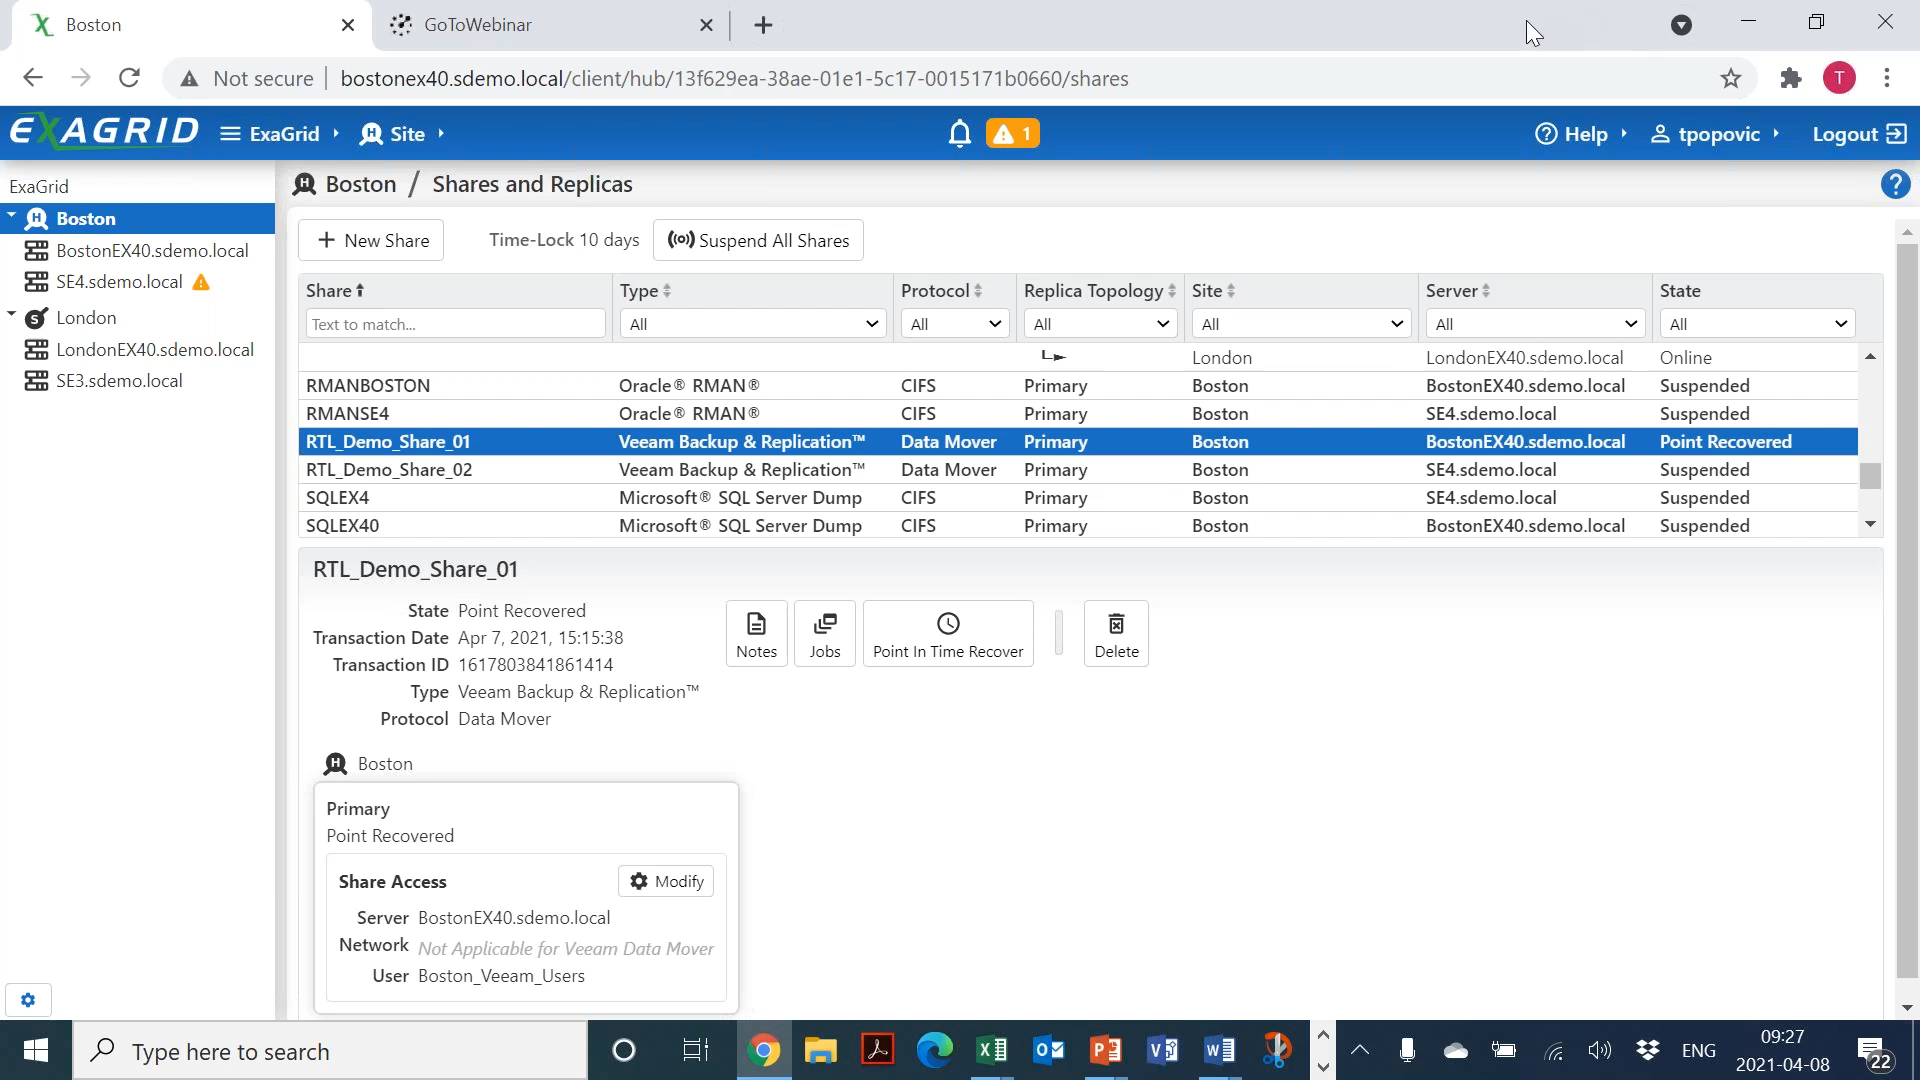 Boston
GoToWebinar
Not secure
bostonex40.sdemo.local/client/hub/13f629ea-38ae-01e1-5c17-0015171b0660/shares
T
EXAGRID
ExaGrid
Site
1
Help
tpopovic
Logout
ExaGrid
Boston
BostonEX40.sdemo.local
SE4.sdemo.local
London
LondonEX40.sdemo.local
SE3.sdemo.local
Boston / Shares and Replicas
?
+ New Share
Time-Lock 10 days
Suspend All Shares
Share Type Protocol Replica Topology Site Server State
Text to match... All All All All All All
London LondonEX40.sdemo.local Online
RMANBOSTON Oracle® RMAN® CIFS Primary Boston BostonEX40.sdemo.local Suspended
RMANSE4 Oracle® RMAN® CIFS Primary Boston SE4.sdemo.local Suspended
RTL_Demo_Share_01 Veeam Backup & Replication™ Data Mover Primary Boston BostonEX40.sdemo.local Point Recovered
RTL_Demo_Share_02 Veeam Backup & Replication™ Data Mover Primary Boston SE4.sdemo.local Suspended
SQLEX4 Microsoft® SQL Server Dump CIFS Primary Boston SE4.sdemo.local Suspended
SQLEX40 Microsoft® SQL Server Dump CIFS Primary Boston BostonEX40.sdemo.local Suspended
RTL_Demo_Share_01
State Point Recovered
Transaction Date Apr 7, 2021, 15:15:38
Transaction ID 1617803841861414
Type Veeam Backup & Replication™
Protocol Data Mover
Notes
Jobs
Point In Time Recover
Delete
Boston
Primary
Point Recovered
Share Access
Modify
Server BostonEX40.sdemo.local
Network Not Applicable for Veeam Data Mover
User Boston_Veeam_Users
Type here to search
ENG
09:27
2021-04-08
22